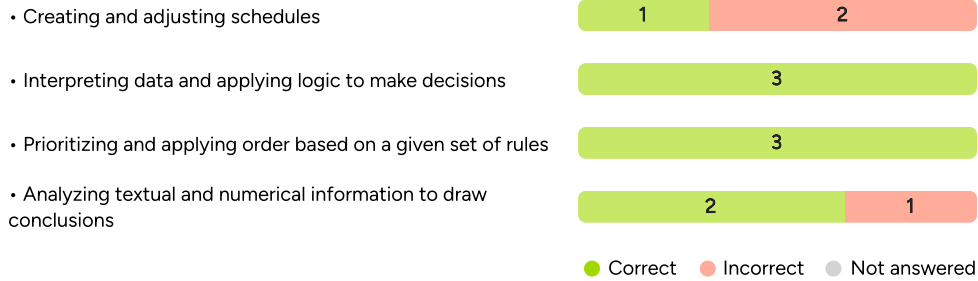 • Creating and adjusting schedules
1 2
• Interpreting data and applying logic to make decisions
3
• Prioritizing and applying order based on a given set of rules
3
• Analyzing textual and numerical information to draw
conclusions
2 1
Correct Incorrect Not answered